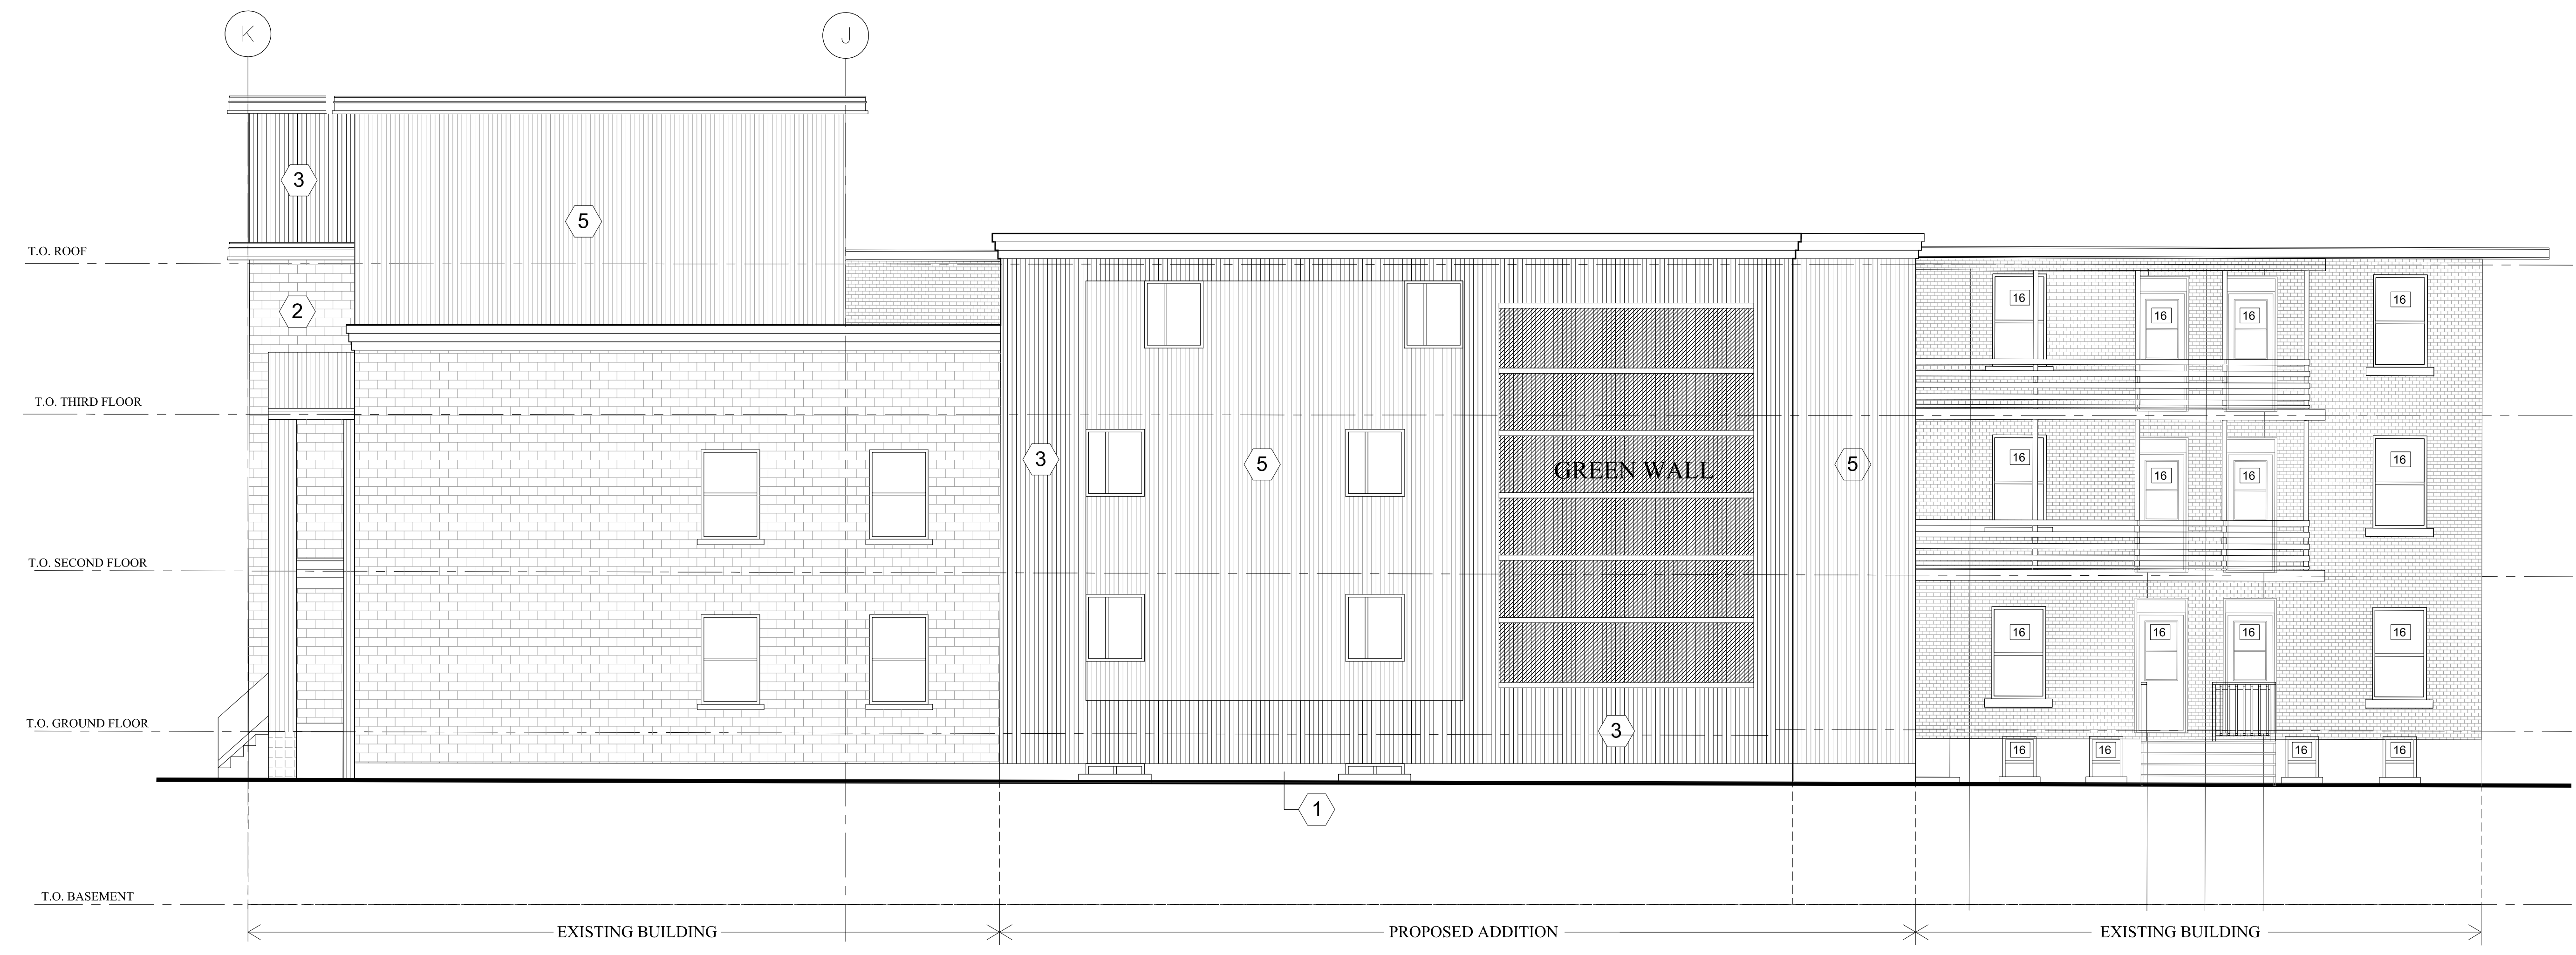 K
J
3
5
T.O. ROOF
2
16
16
16
16
T.O. THIRD FLOOR
3
5
GREEN WALL
5
16
16
16
16
T.O. SECOND FLOOR
16
16
16
16
T.O. GROUND FLOOR
3
16
16
16
16
1
T.O. BASEMENT
EXISTING BUILDING
PROPOSED ADDITION
EXISTING BUILDING